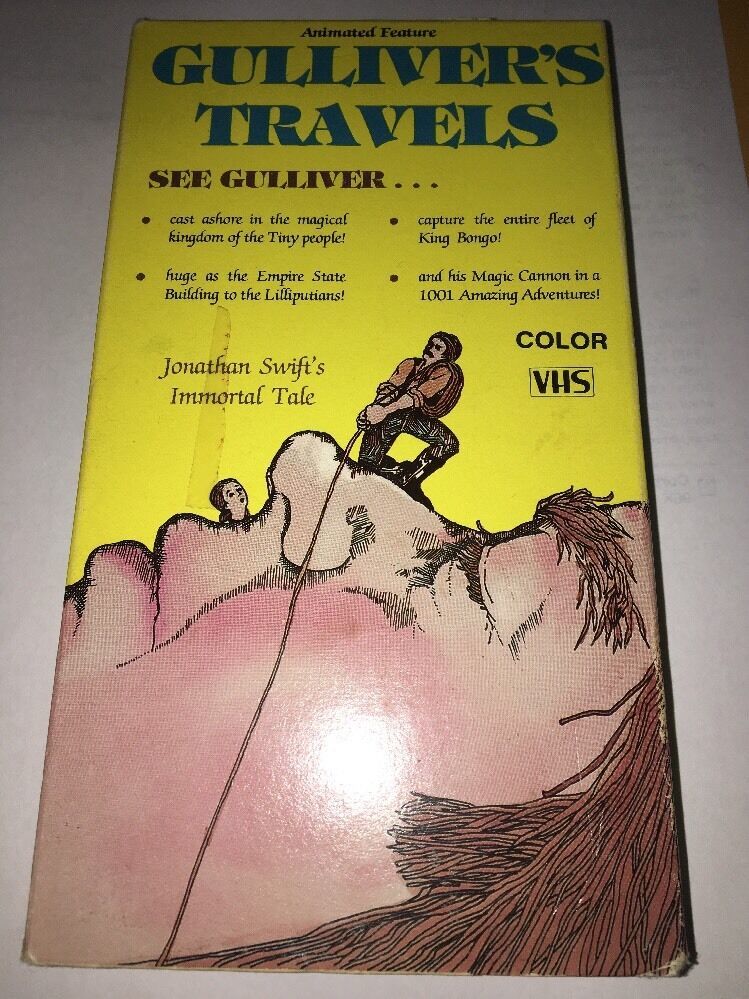 Animated Feature
GULLIVER'S
TRAVELS
SEE GULLIVER . . .
• cast ashore in the magical
kingdom of the Tiny people!
• huge as the Empire State
Building to the Lilliputians!
• capture the entire fleet of
King Bongo!
• and his Magic Cannon in a
1001 Amazing Adventures!
COLOR
VHS
Jonathan Swift's
Immortal Tale